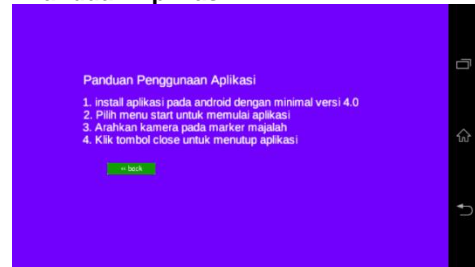 Panduan Penggunaan Aplikasi
1. install aplikasi pada android dengan minimal versi 4.0
2. Pilih menu start untuk memulai aplikasi
3. Arahkan kamera pada marker majalah
4. Klik tombol close untuk menutup aplikasi
<< back